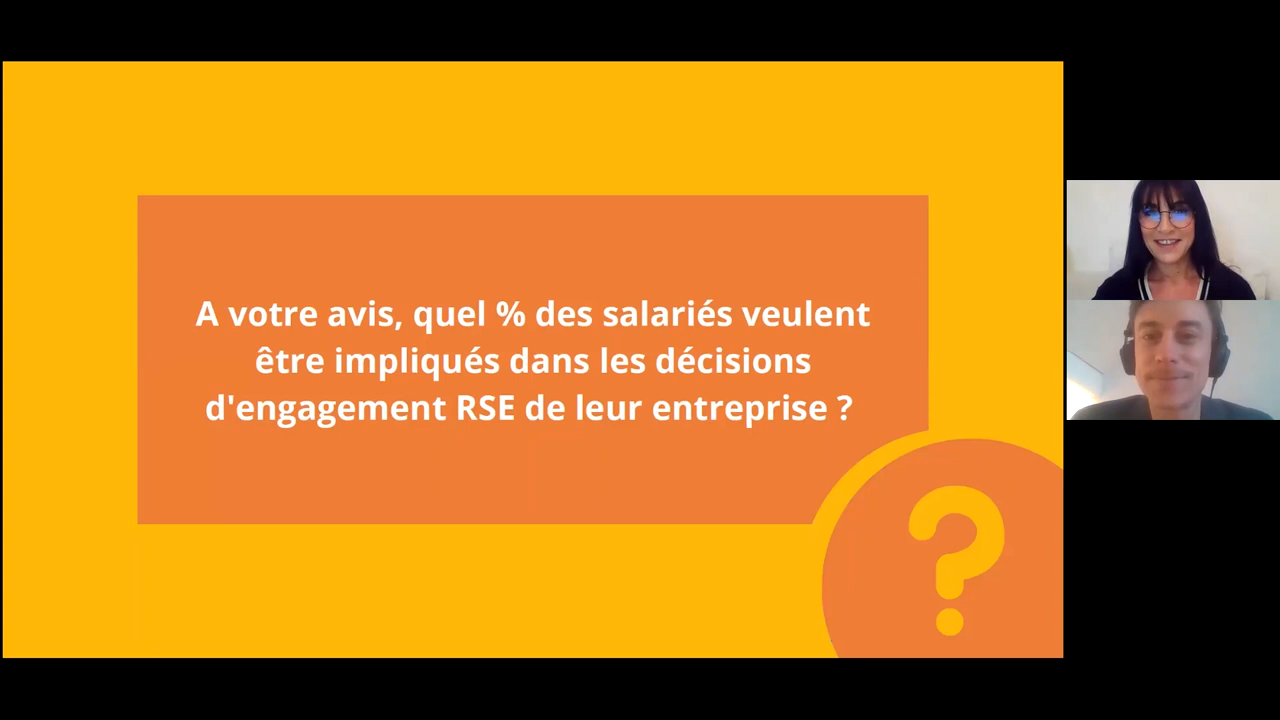 A votre avis, quel % des salariés veulent
être impliqués dans les décisions
d'engagement RSE de leur entreprise ?
?